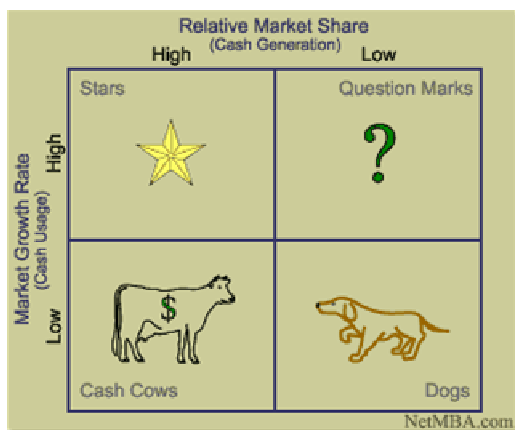 Relative Market Share
(Cash Generation)
High
Low
Market Growth Rate
(Cash Usage)
High
Low
Stars
Question Marks
?
$
Cash Cows
Dogs
NetMBA.com